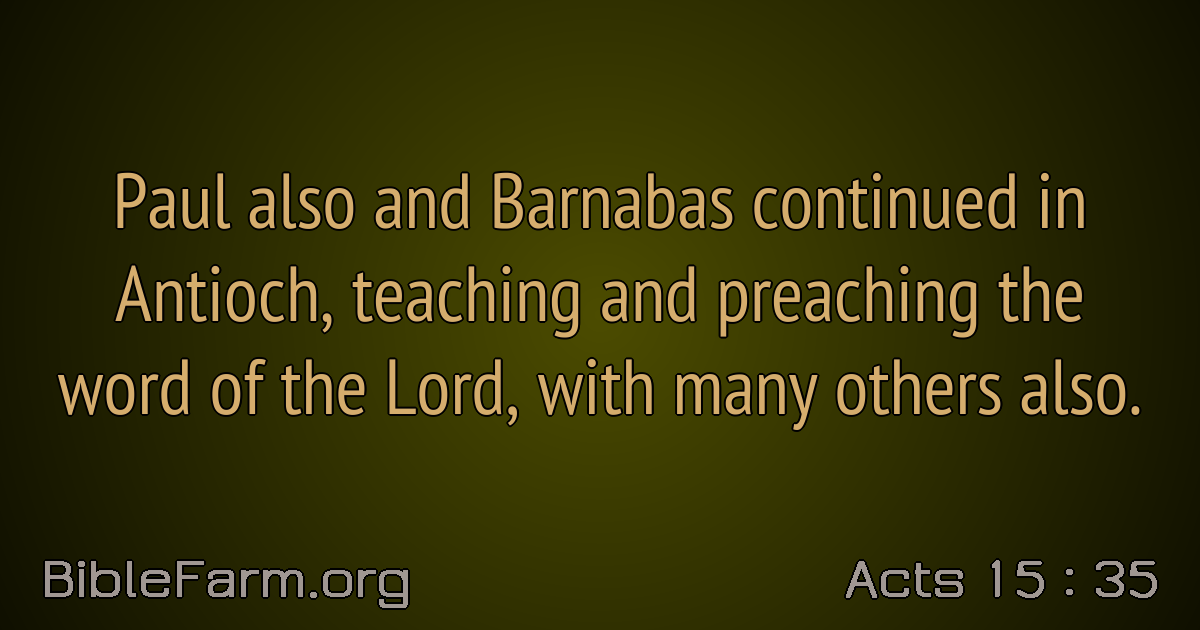 Paul also and Barnabas continued in
Antioch, teaching and preaching the
word of the Lord, with many others also.
BibleFarm.org
Acts 15 : 35